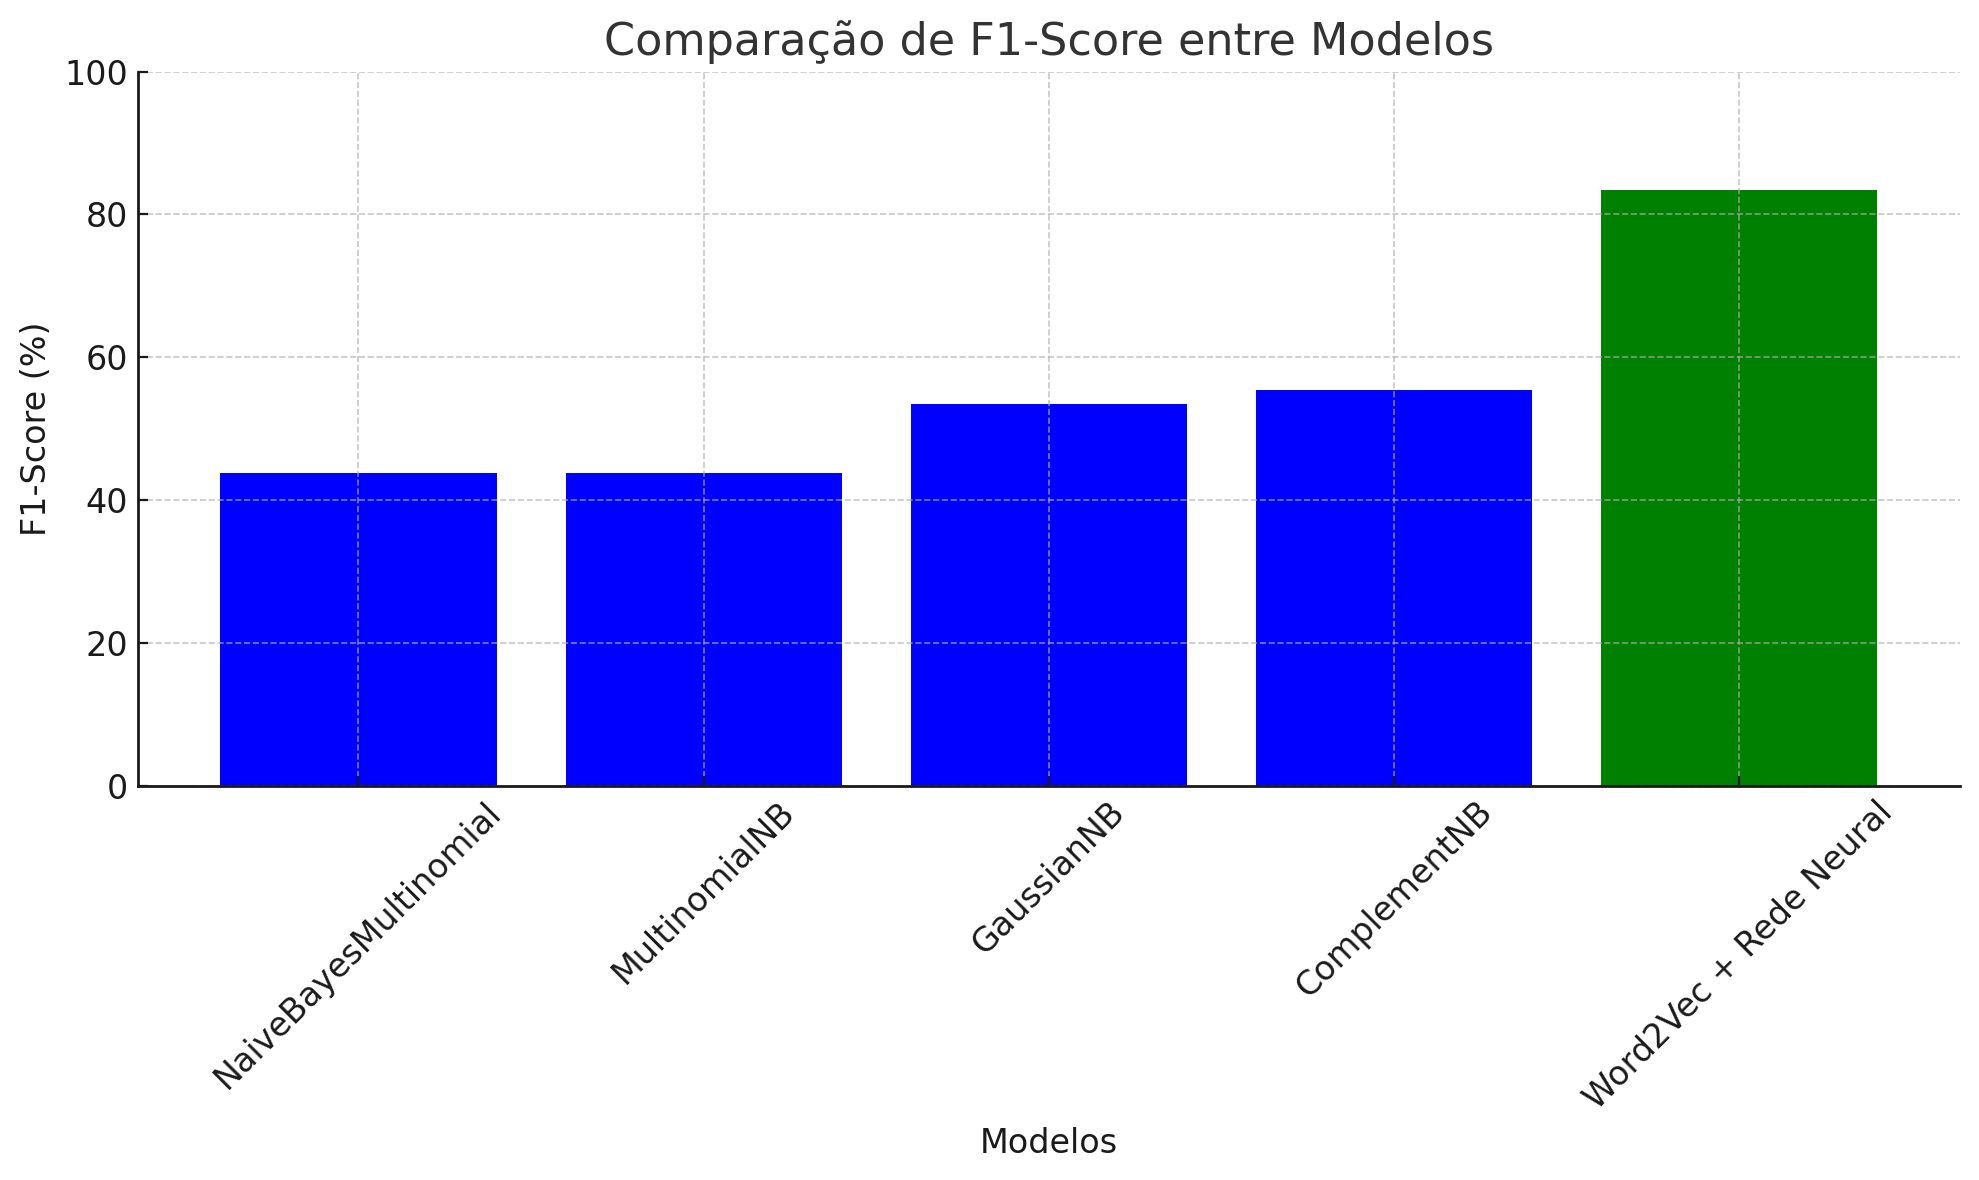 Comparação de F1-Score entre Modelos
F1-Score (%)
100
80
60
40
20
0
NaiveBayesMultinomial
MultinomialNB
GaussianNB
ComplementNB
Word2Vec + Rede Neural
Modelos